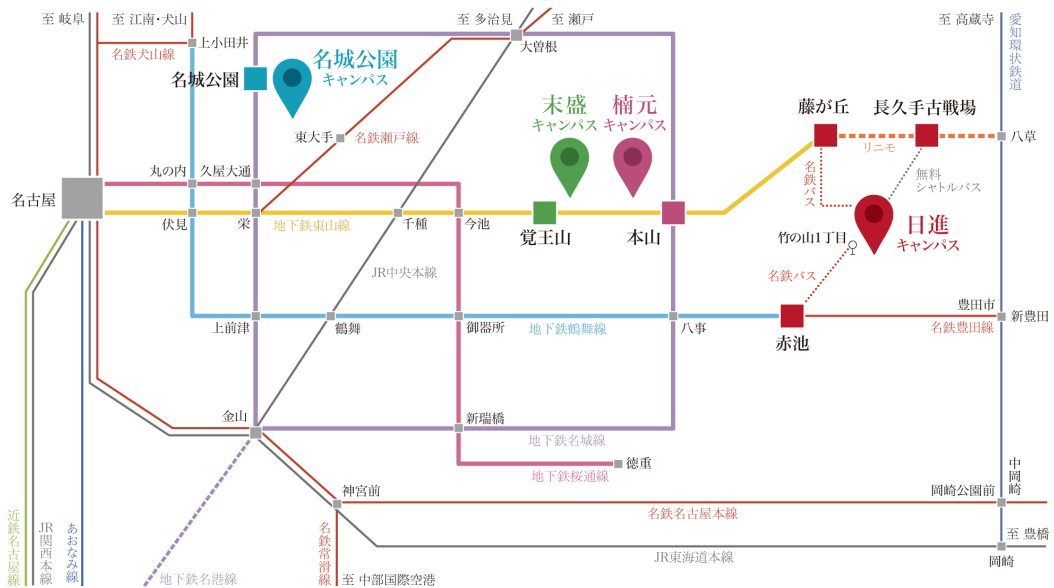 至 岐阜
至 江南・犬山
至 多治見
至 瀬戸
至 高蔵寺
愛知環状鉄道
名鉄犬山線
上小田井
大曽根
名城公園
名城公園
キャンパス
末盛
キャンパス
楠元
キャンパス
藤が丘
長久手古戦場
東大手
名鉄瀬戸線
リニモ
八草
丸の内
久屋大通
名鉄バス
無料
シャトルバス
名古屋
伏見
栄
地下鉄東山線
千種
今池
覚王山
本山
竹の山1丁目
日進
キャンパス
JR中央本線
名鉄バス
豊田市
上前津
鶴舞
御器所
地下鉄鶴舞線
八事
赤池
名鉄豊田線
新豊田
金山
新瑞橋
地下鉄名城線
徳重
地下鉄桜通線
中岡崎
神宮前
岡崎公園前
名鉄名古屋本線
近鉄名古屋線
JR関西本線
あおなみ線
名鉄常滑線
至 豊橋
JR東海道本線
岡崎
地下鉄名港線
至 中部国際空港